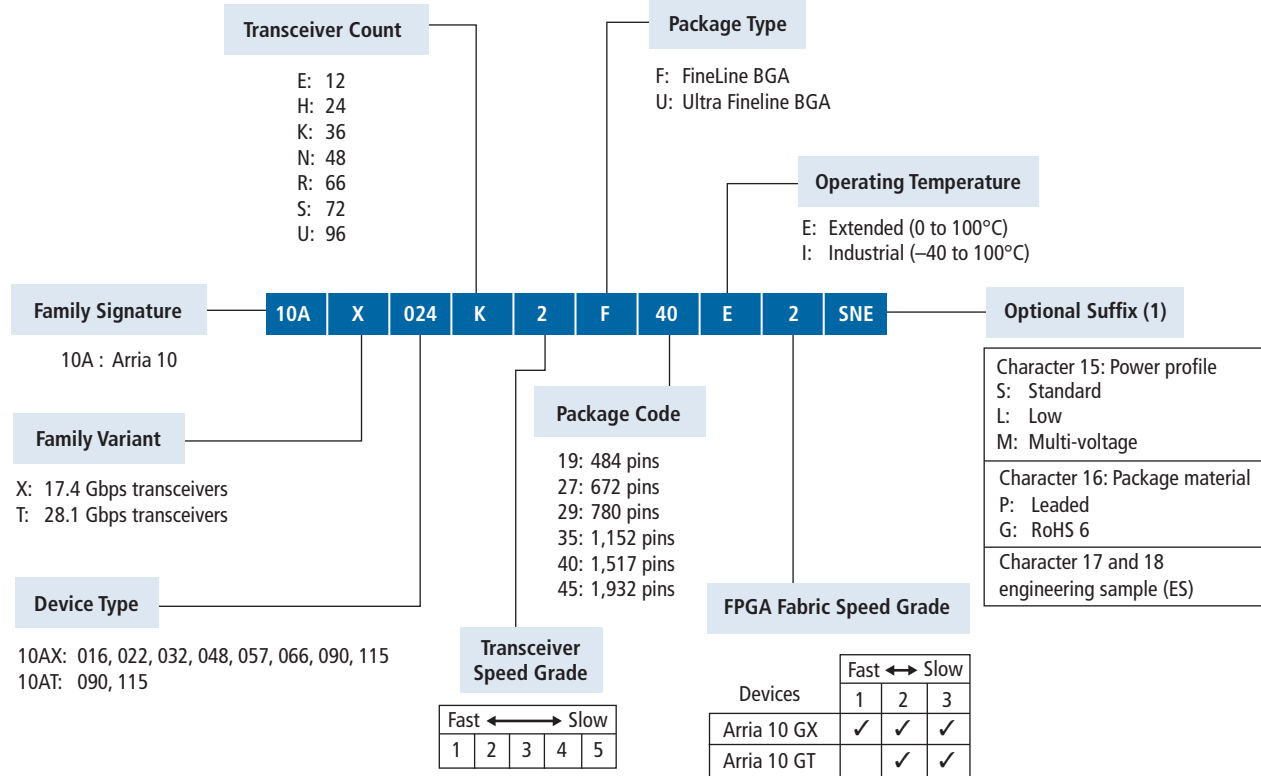 Transceiver Count
E: 12
H: 24
K: 36
N: 48
R: 66
S: 72
U: 96
Package Type
F: FineLine BGA
U: Ultra Fineline BGA
Operating Temperature
E: Extended (0 to 100°C)
I: Industrial (–40 to 100°C)
Family Signature
10A : Arria 10
10A X 024 K 2 F 40 E 2 SNE
Optional Suffix (1)
Character 15: Power profile
S: Standard
L: Low
M: Multi-voltage
Character 16: Package material
P: Leaded
G: RoHS 6
Character 17 and 18
engineering sample (ES)
Family Variant
X: 17.4 Gbps transceivers
T: 28.1 Gbps transceivers
Package Code
19: 484 pins
27: 672 pins
29: 780 pins
35: 1,152 pins
40: 1,517 pins
45: 1,932 pins
Device Type
10AX: 016, 022, 032, 048, 057, 066, 090, 115
10AT: 090, 115
Transceiver
Speed Grade
Fast ⟷ Slow
1 2 3 4 5
FPGA Fabric Speed Grade
Fast ⟷ Slow
Devices 1 2 3
Arria 10 GX ✓ ✓ ✓
Arria 10 GT ✓ ✓